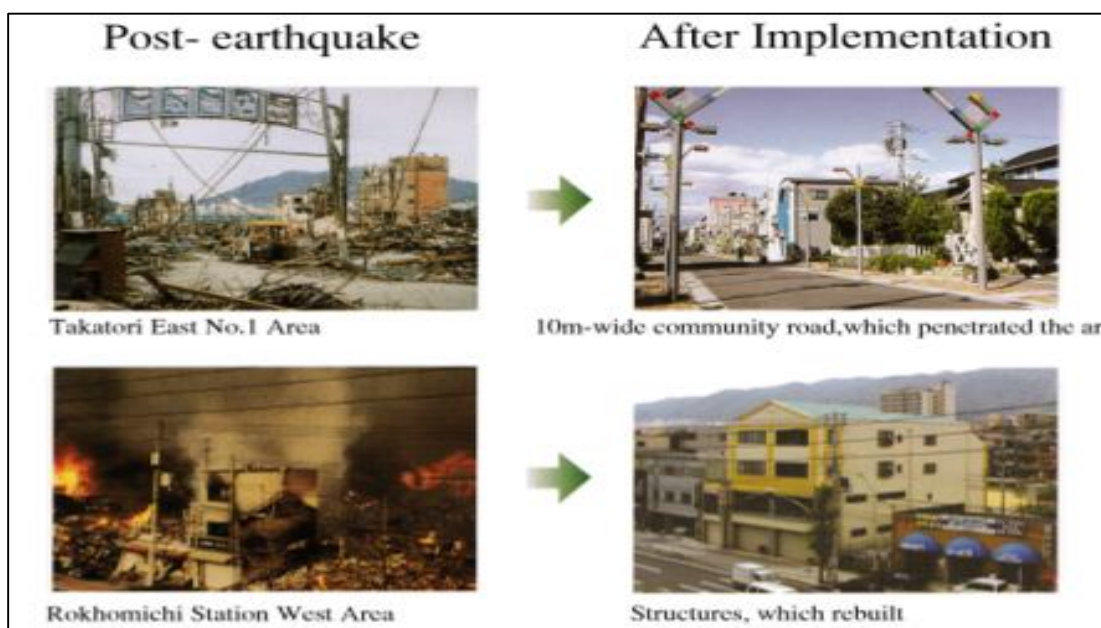 Post- earthquake
After Implementation
Takatori East No.1 Area
10m-wide community road,which penetrated the ar
Rokhomichi Station West Area
Structures, which rebuilt